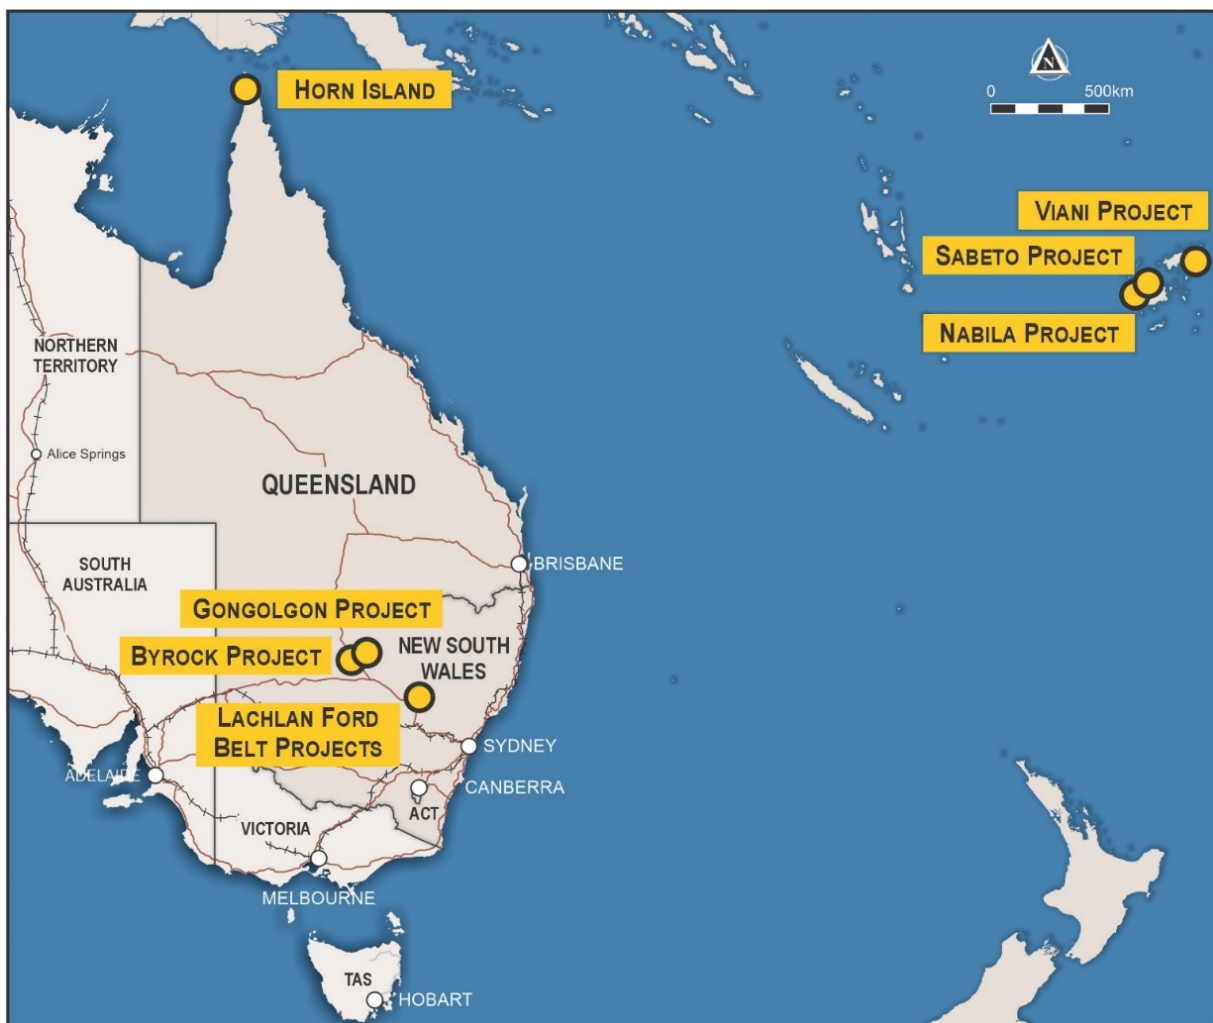 HORN ISLAND
N
0 500km
VIANI PROJECT
SABETO PROJECT
NABILA PROJECT
NORTHERN
TERRITORY
Alice Springs
QUEENSLAND
SOUTH
AUSTRALIA
BRISBANE
GONGOLGON PROJECT
BYROCK PROJECT
NEW SOUTH
WALES
LACHLAN FORD
BELT PROJECTS
SYDNEY
ADELAIDE
CANBERRA
ACT
VICTORIA
MELBOURNE
TAS
HOBART